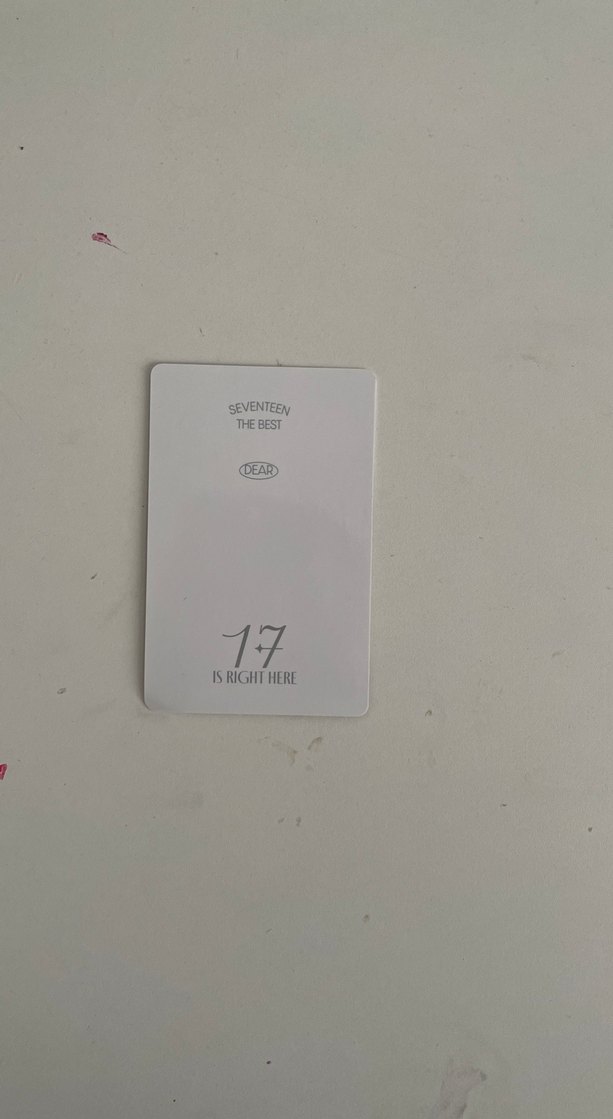 SEVENTEEN
THE BEST
DEAR
17
IS RIGHT HERE